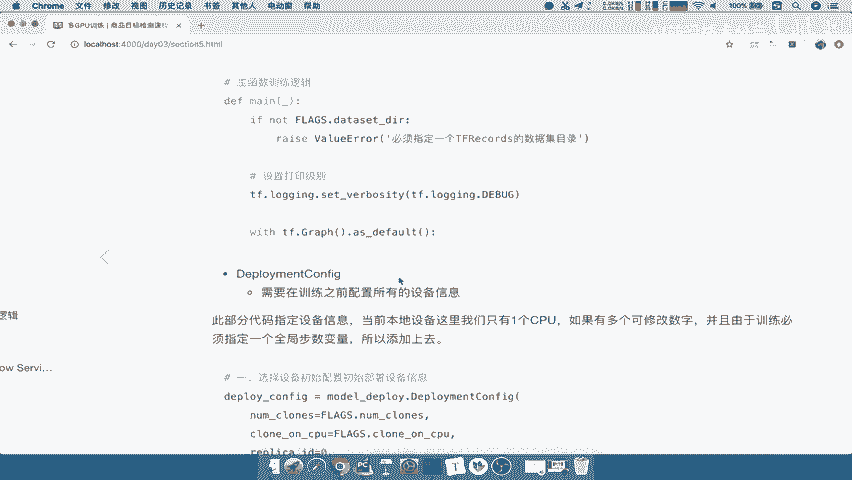 Chrome 文件 修改 视图 历史记录 书签 其他人 电动窗 帮助
100%
多GPU训练 | 商品目标检测课程
localhost:4000/day03/section5.html
# 主函数训练逻辑
def main(_):
if not FLAGS.dataset_dir:
raise ValueError('必须指定一个TFRecords的数据集目录')
# 设置打印级别
tf.logging.set_verbosity(tf.logging.DEBUG)
with tf.Graph().as_default():
DeploymentConfig
需要在训练之前配置所有的设备信息
逻辑
此部分代码指定设备信息，当前本地设备这里我们只有1个CPU，如果有多个可修改数字，并且由于训练必
须指定一个全局步数变量，所以添加上去。
ow Servi...
# 一、选择设备初始配置初始部署设备信息
deploy_config = model_deploy.DeploymentConfig(
num_clones=FLAGS.num_clones,
clone_on_cpu=FLAGS.clone_on_cpu,
replica_id=0,